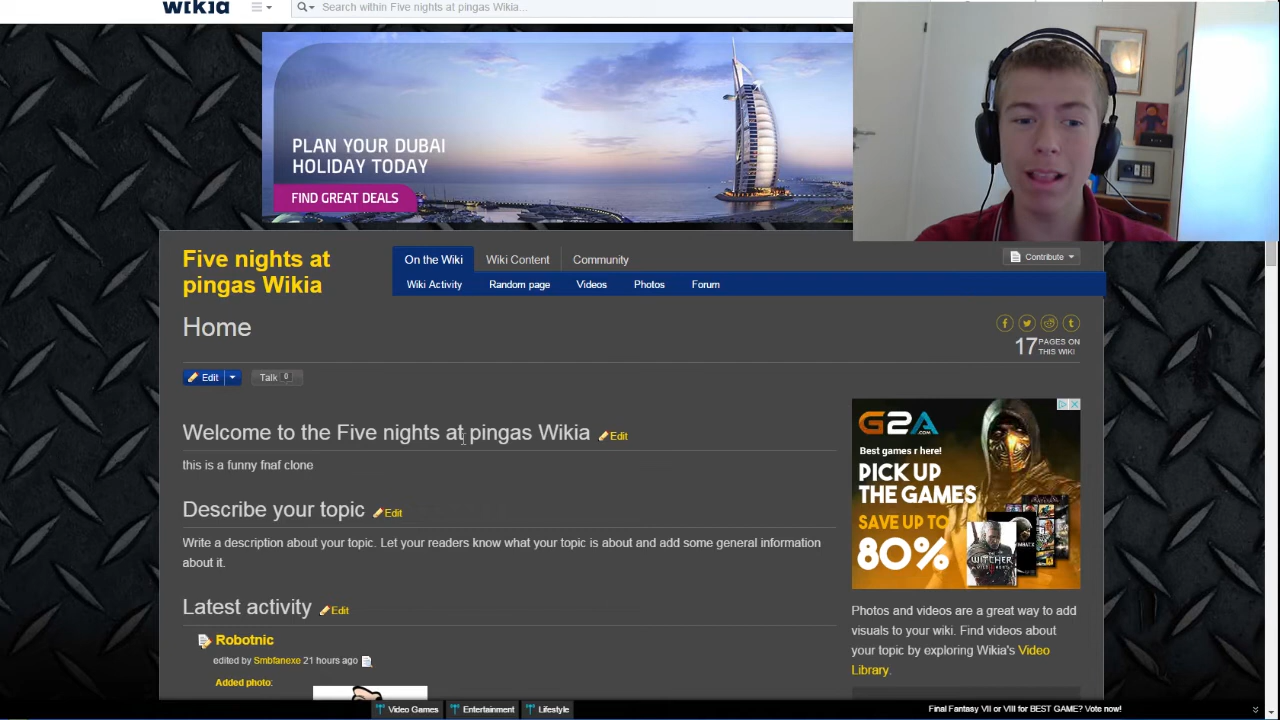 wikia
Search within Five nights at pingas Wikia...
PLAN YOUR DUBAI
HOLIDAY TODAY
FIND GREAT DEALS
Five nights at
pingas Wikia
On the Wiki
Wiki Content
Community
Contribute
Wiki Activity
Random page
Videos
Photos
Forum
Home
17 PAGES ON
THIS WIKI
Edit
Talk 0
Welcome to the Five nights at pingas Wikia Edit
this is a funny fnaf clone
Describe your topic Edit
Write a description about your topic. Let your readers know what your topic is about and add some general information
about it.
Latest activity Edit
Robotnic
edited by Smbfanexe 21 hours ago
Added photo:
G2A.COM
Best games r here!
PICK UP
THE GAMES
SAVE UP TO
80%
THE WITCHER
Photos and videos are a great way to add
visuals to your wiki. Find videos about
your topic by exploring Wikia's Video
Library.
Video Games
Entertainment
Lifestyle
Final Fantasy VII or VIII for BEST GAME? Vote now!